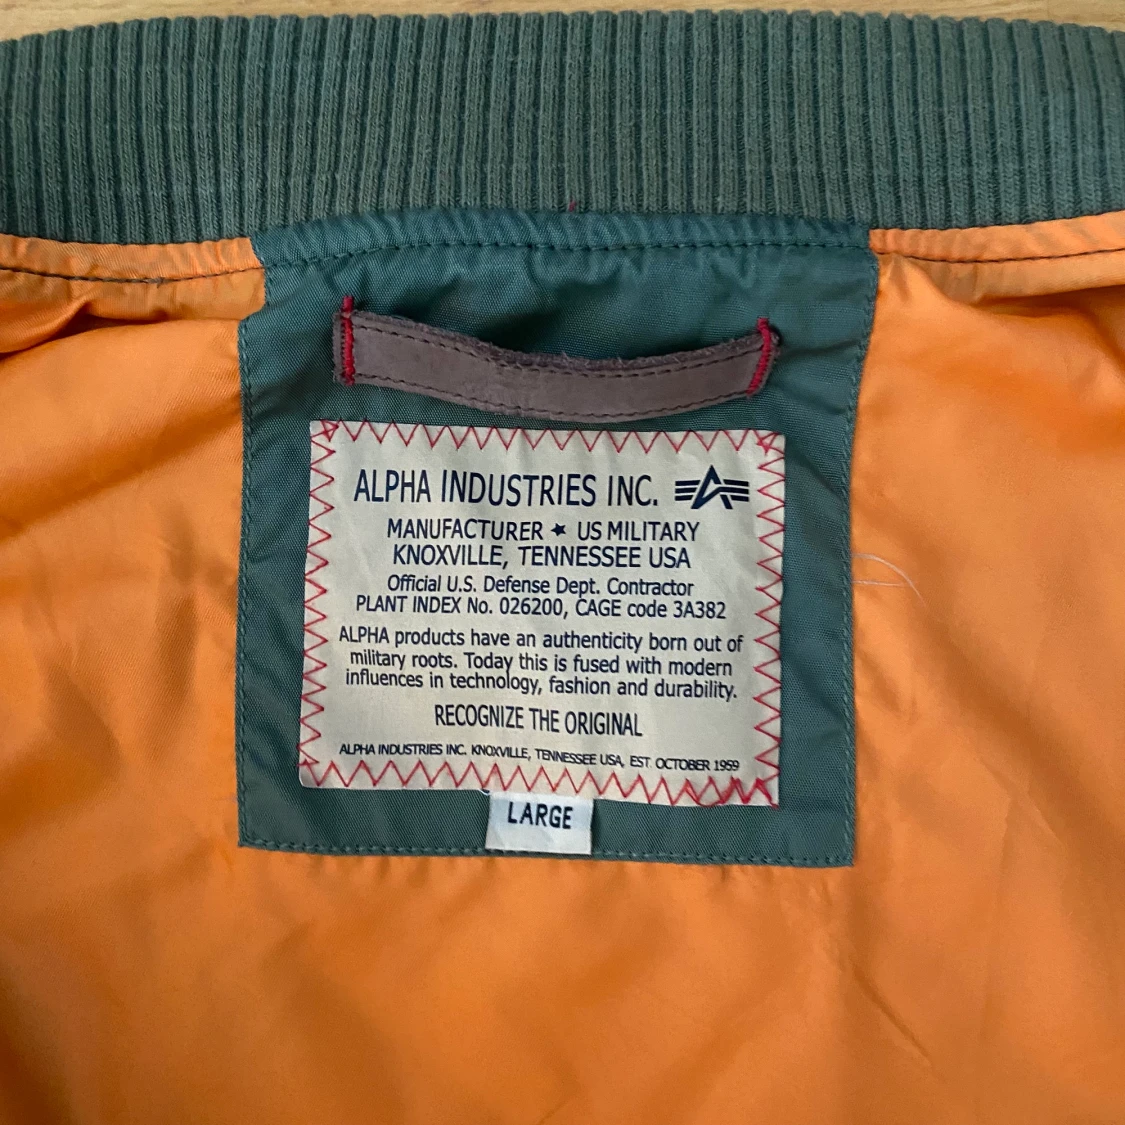 ALPHA INDUSTRIES INC.
MANUFACTURER ★ US MILITARY
KNOXVILLE, TENNESSEE USA
Official U.S. Defense Dept. Contractor
PLANT INDEX No. 026200, CAGE code 3A382
ALPHA products have an authenticity born out of
military roots. Today this is fused with modern
influences in technology, fashion and durability.
RECOGNIZE THE ORIGINAL
ALPHA INDUSTRIES INC. KNOXVILLE, TENNESSEE USA, EST. OCTOBER 1959
LARGE